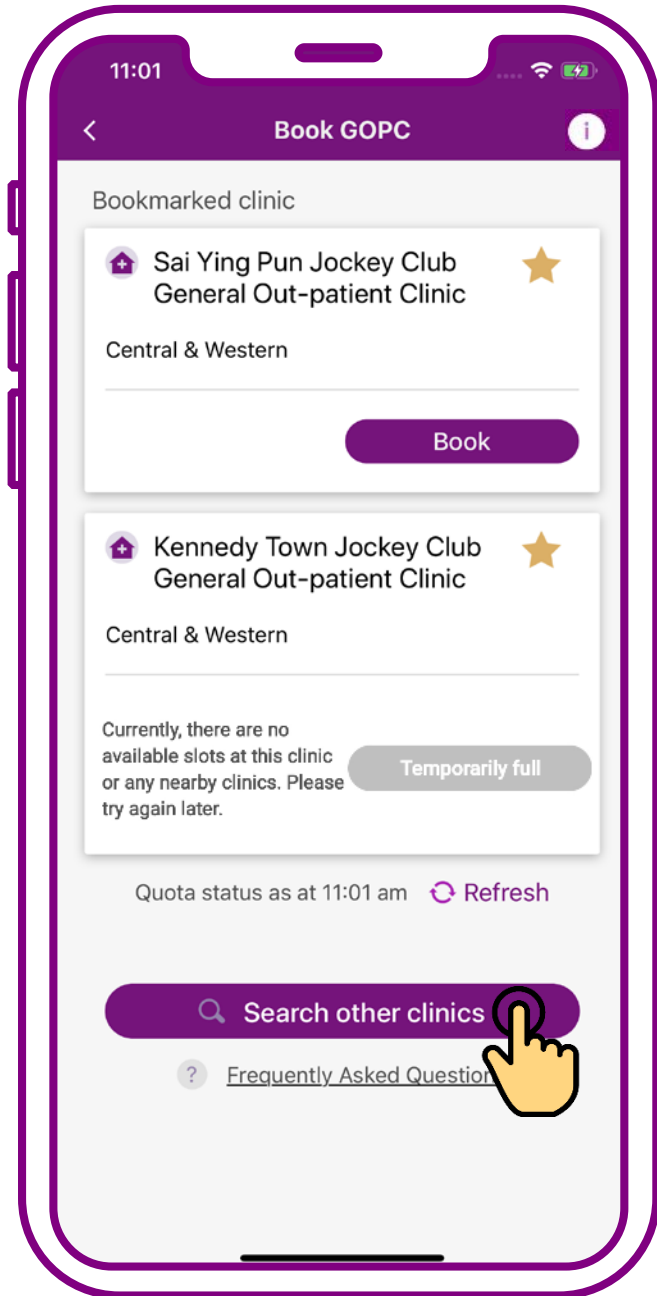 11:01
Book GOPC
i
Bookmarked clinic
Sai Ying Pun Jockey Club
General Out-patient Clinic
Central & Western
Book
Kennedy Town Jockey Club
General Out-patient Clinic
Central & Western
Currently, there are no
available slots at this clinic
or any nearby clinics. Please
try again later.
Temporarily full
Quota status as at 11:01 am Refresh
Search other clinics
? Frequently Asked Question